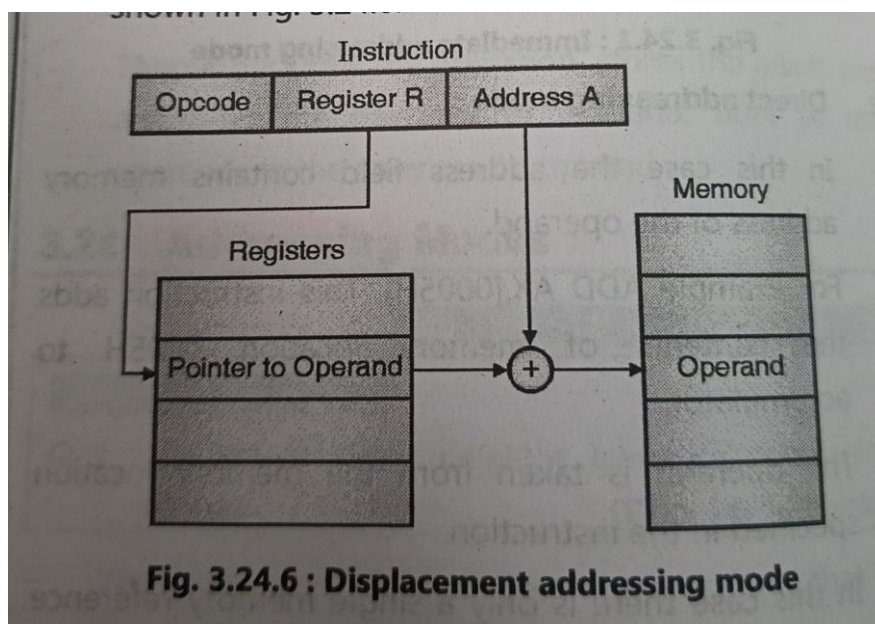 Instruction
Opcode Register R Address A
Memory
Registers
Pointer to Operand + Operand
Fig. 3.24.6 : Displacement addressing mode